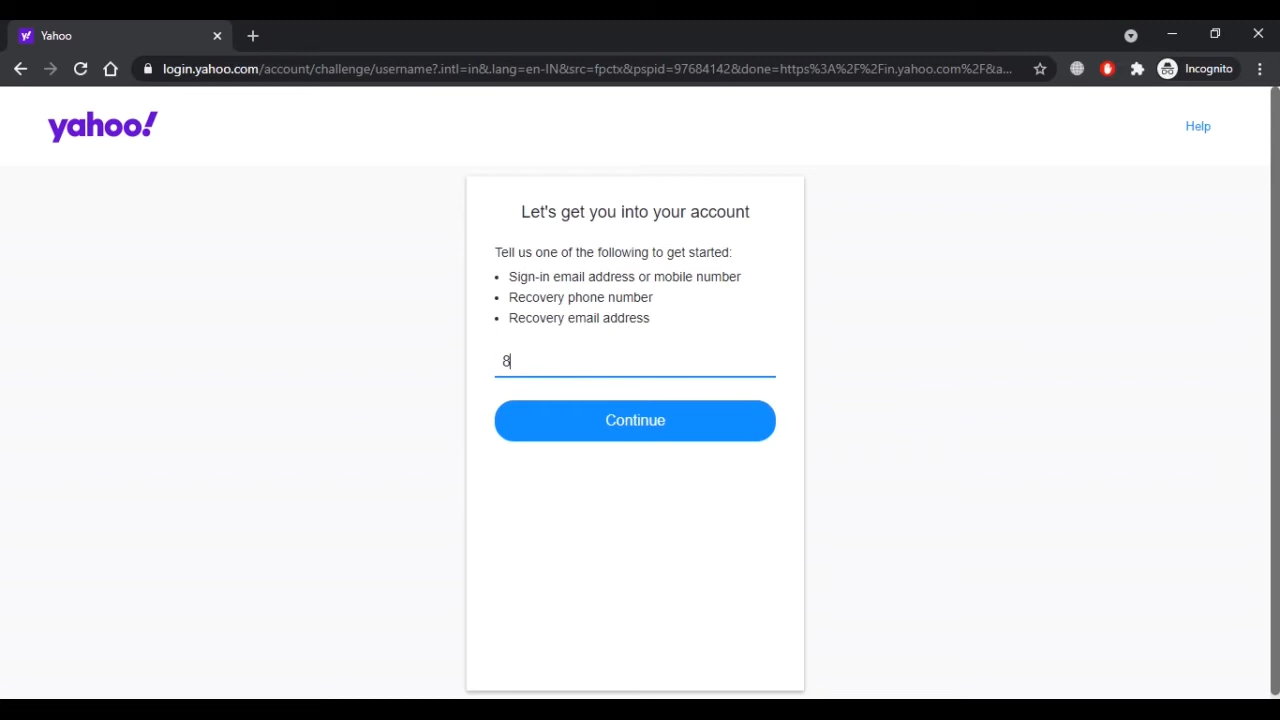 Yahoo
login.yahoo.com/account/challenge/username?.intl=in&.lang=en-IN&src=fpctx&pspid=97684142&done=https%3A%2F%2Fin.yahoo.com%2F&a...
Incognito
yahoo!
Help
Let's get you into your account
Tell us one of the following to get started:
• Sign-in email address or mobile number
• Recovery phone number
• Recovery email address
8
Continue